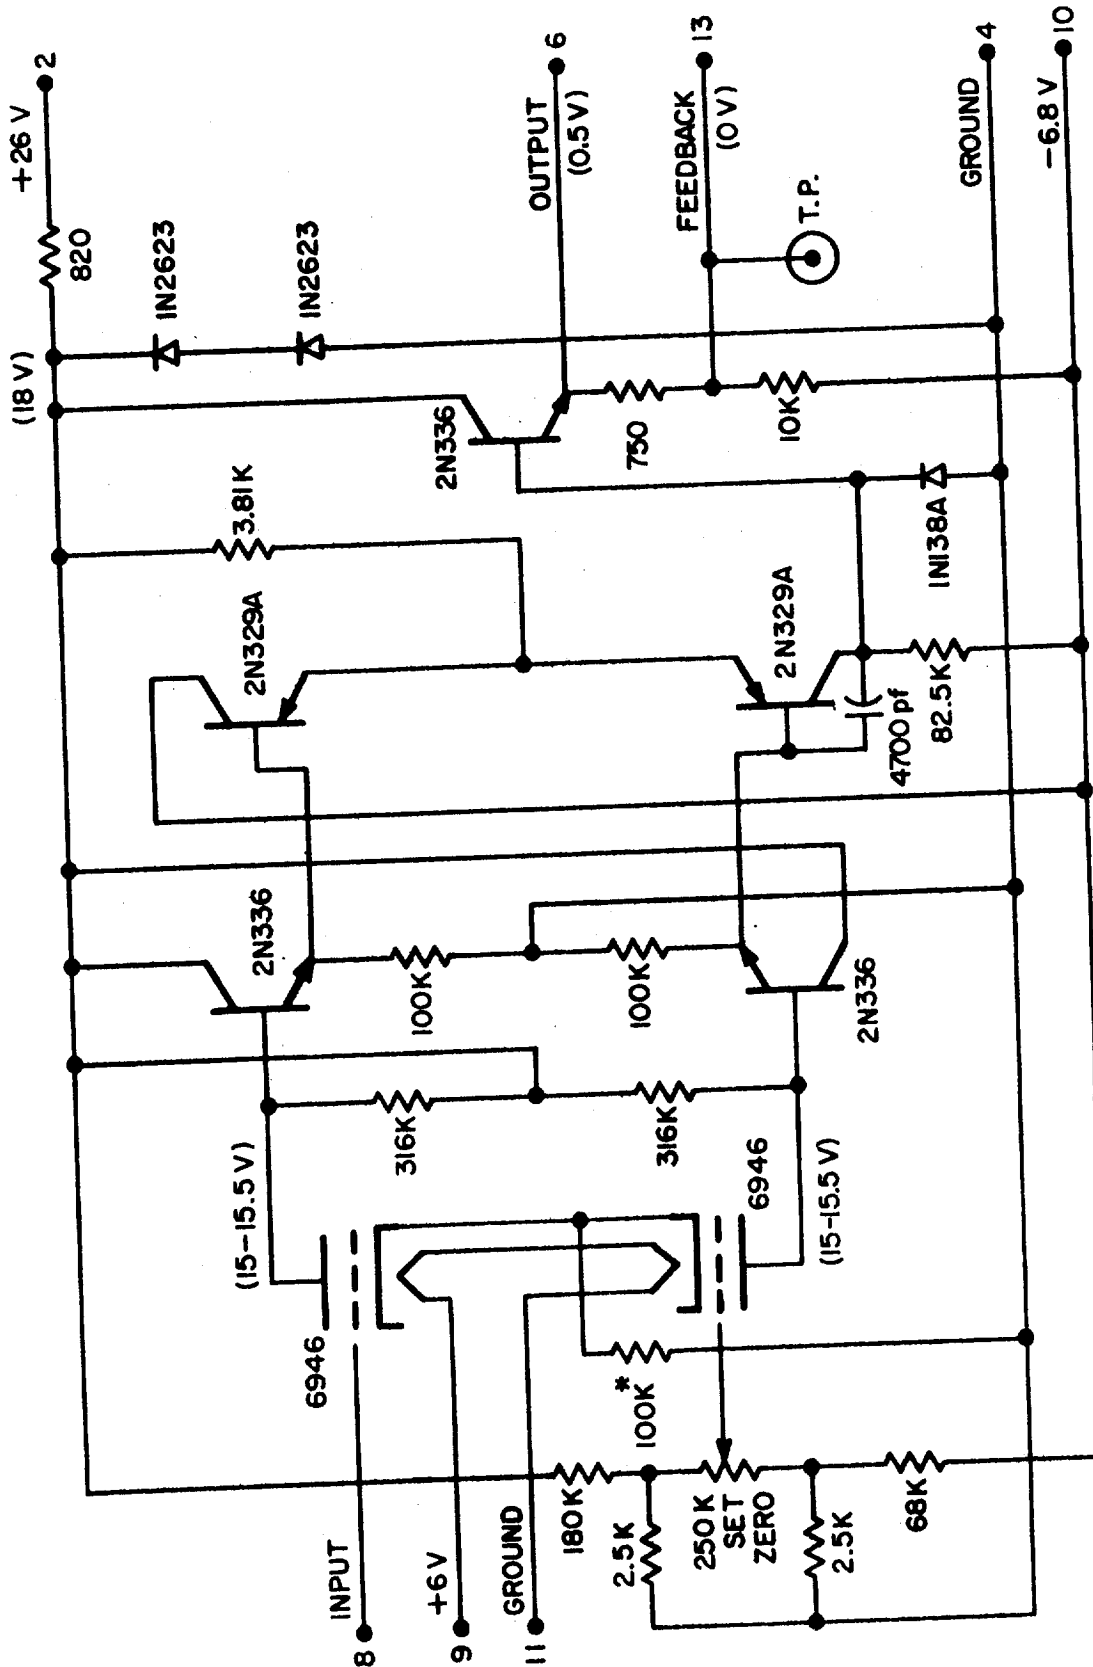 +26 V
2
(18 V)
820
1N2623
1N2623
OUTPUT
(0.5 V)
6
FEEDBACK
(0 V)
13
T.P.
GROUND
4
-6.8 V
10
2N336
750
10K
3.81K
2N329A
2N329A
1N138A
4700 pf
82.5K
2N336
100K
100K
2N336
316K
316K
(15-15.5 V)
(15-15.5 V)
6946
6946
100K*
180K
2.5K
250K
SET
ZERO
2.5K
68K
INPUT
8
+6 V
9
GROUND
11